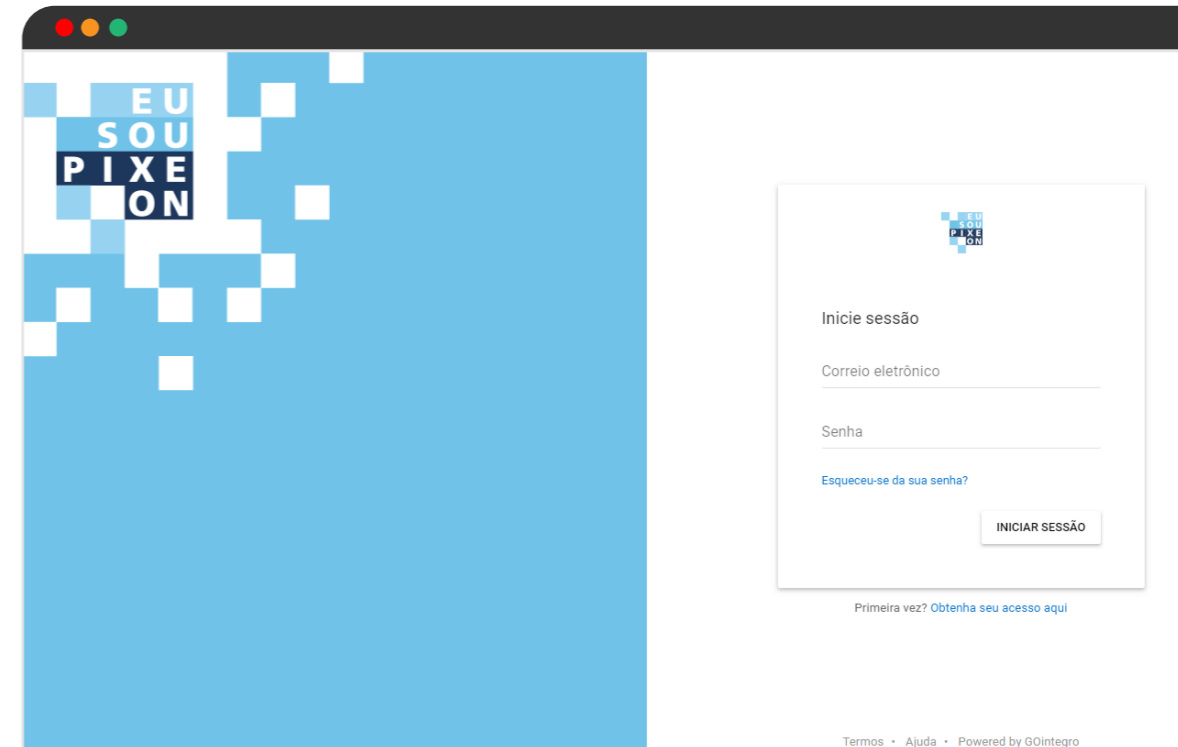 EU
SOU
PIXE
ON
EU
SOU
PIXE
ON
Inicie sessão
Correio eletrônico
Senha
Esqueceu-se da sua senha?
INICIAR SESSÃO
Primeira vez? Obtenha seu acesso aqui
Termos • Ajuda • Powered by GOintegro